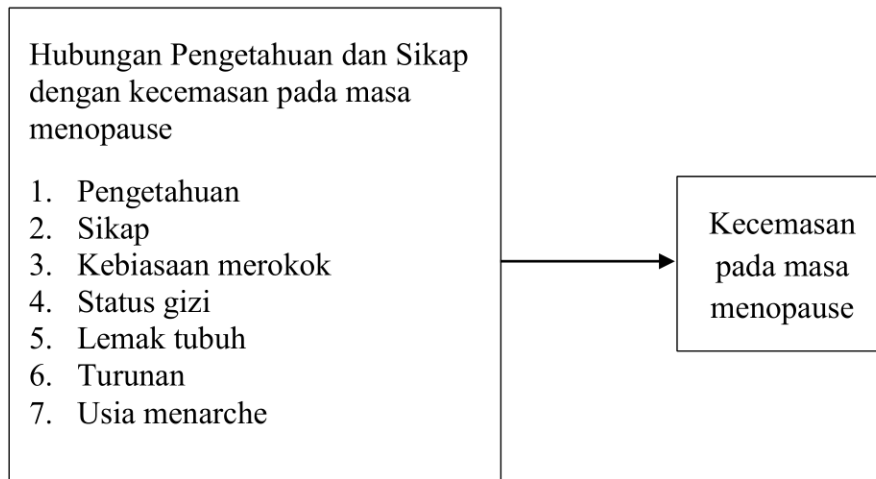 Hubungan Pengetahuan dan Sikap
dengan kecemasan pada masa
menopause
1. Pengetahuan
2. Sikap
3. Kebiasaan merokok
4. Status gizi
5. Lemak tubuh
6. Turunan
7. Usia menarche
Kecemasan
pada masa
menopause